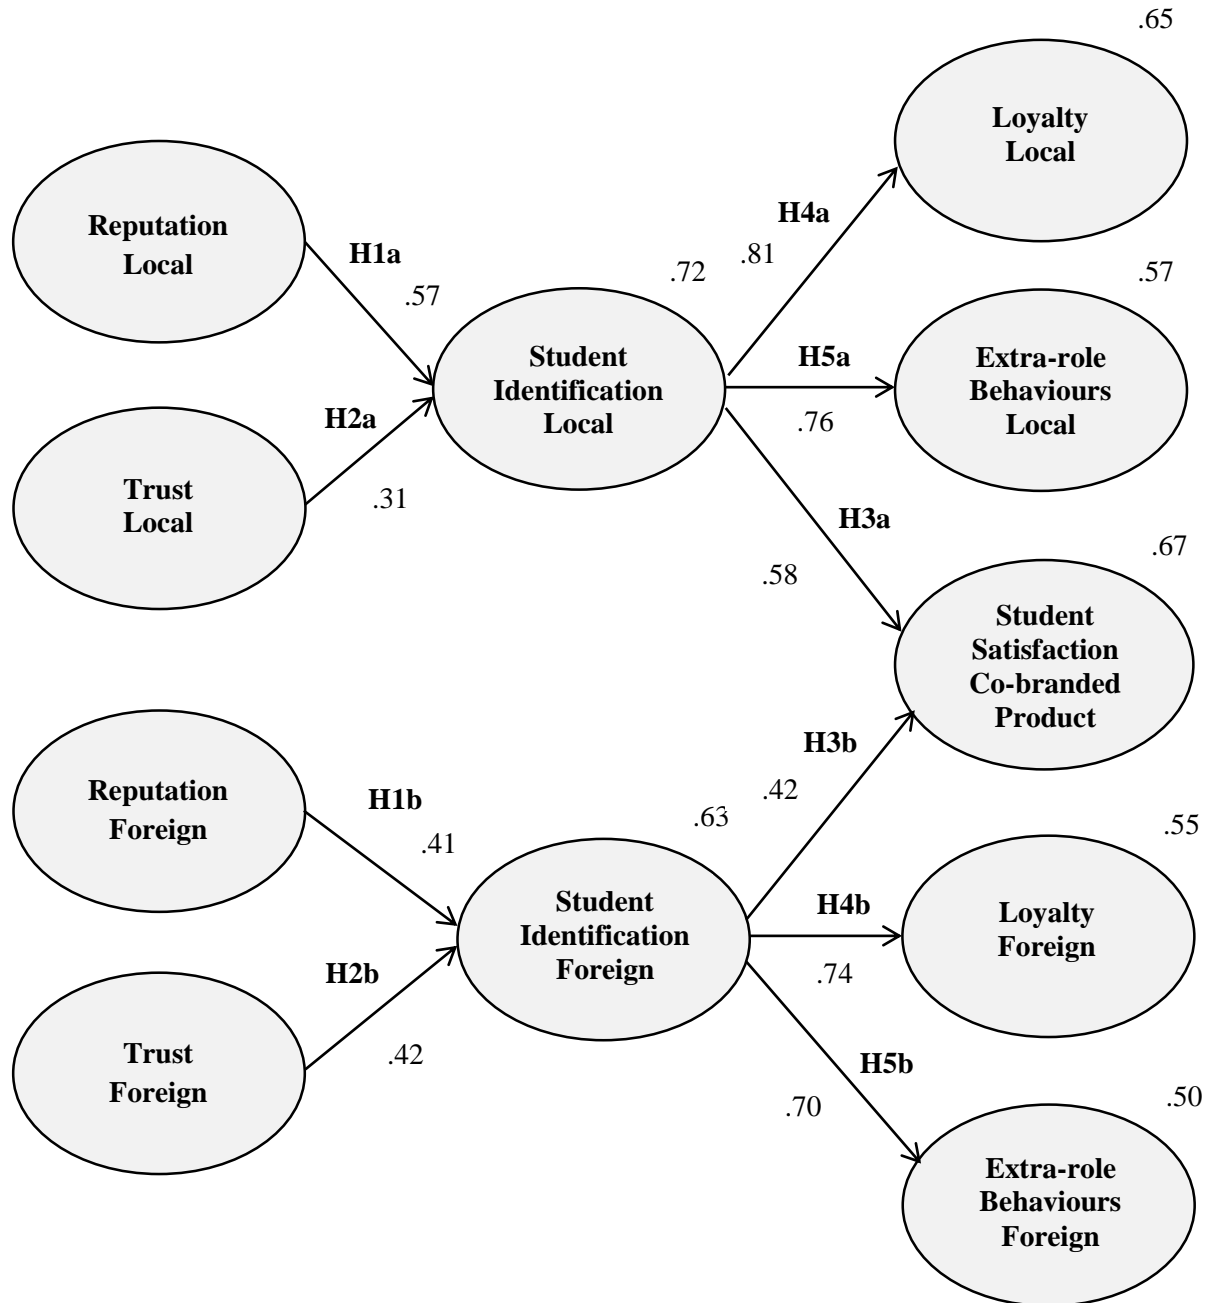 .65
Loyalty
Local
Reputation
Local
H1a
.57
H4a
.81
.72
.57
Student
Identification
Local
H5a
.76
Extra-role
Behaviours
Local
H2a
.31
Trust
Local
H3a
.58
.67
Student
Satisfaction
Co-branded
Product
H3b
.42
Reputation
Foreign
H1b
.41
.63
.55
Student
Identification
Foreign
H4b
.74
Loyalty
Foreign
H2b
.42
Trust
Foreign
H5b
.70
.50
Extra-role
Behaviours
Foreign